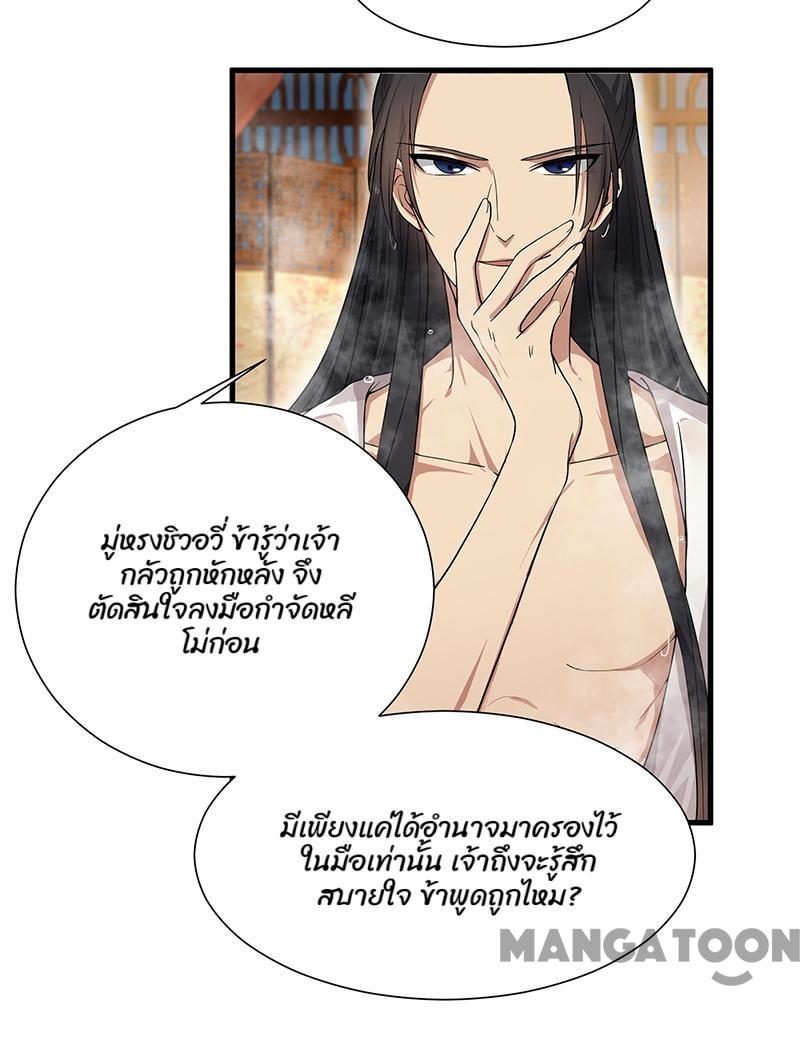 มู่หรงชิวอวี่ ข้ารู้ว่าเจ้า
กลัวถูกหักหลัง จึง
ตัดสินใจลงมือกำจัดหลี
โม่ก่อน
มีเพียงแค่ได้อำนาจมาครองไว้
ในมือเท่านั้น เจ้าถึงจะรู้สึก
สบายใจ ข้าพูดถูกไหม?
MANGATOON